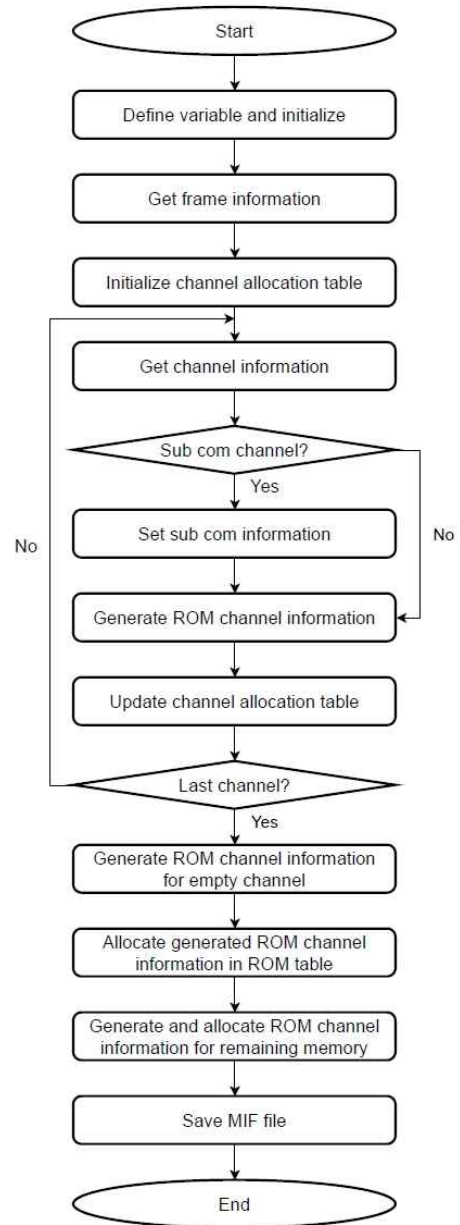 Start
Define variable and initialize
Get frame information
Initialize channel allocation table
Get channel information
Sub com channel?
Yes
Set sub com information
No
No
Generate ROM channel information
Update channel allocation table
Last channel?
Yes
Generate ROM channel information
for empty channel
Allocate generated ROM channel
information in ROM table
Generate and allocate ROM channel
information for remaining memory
Save MIF file
End